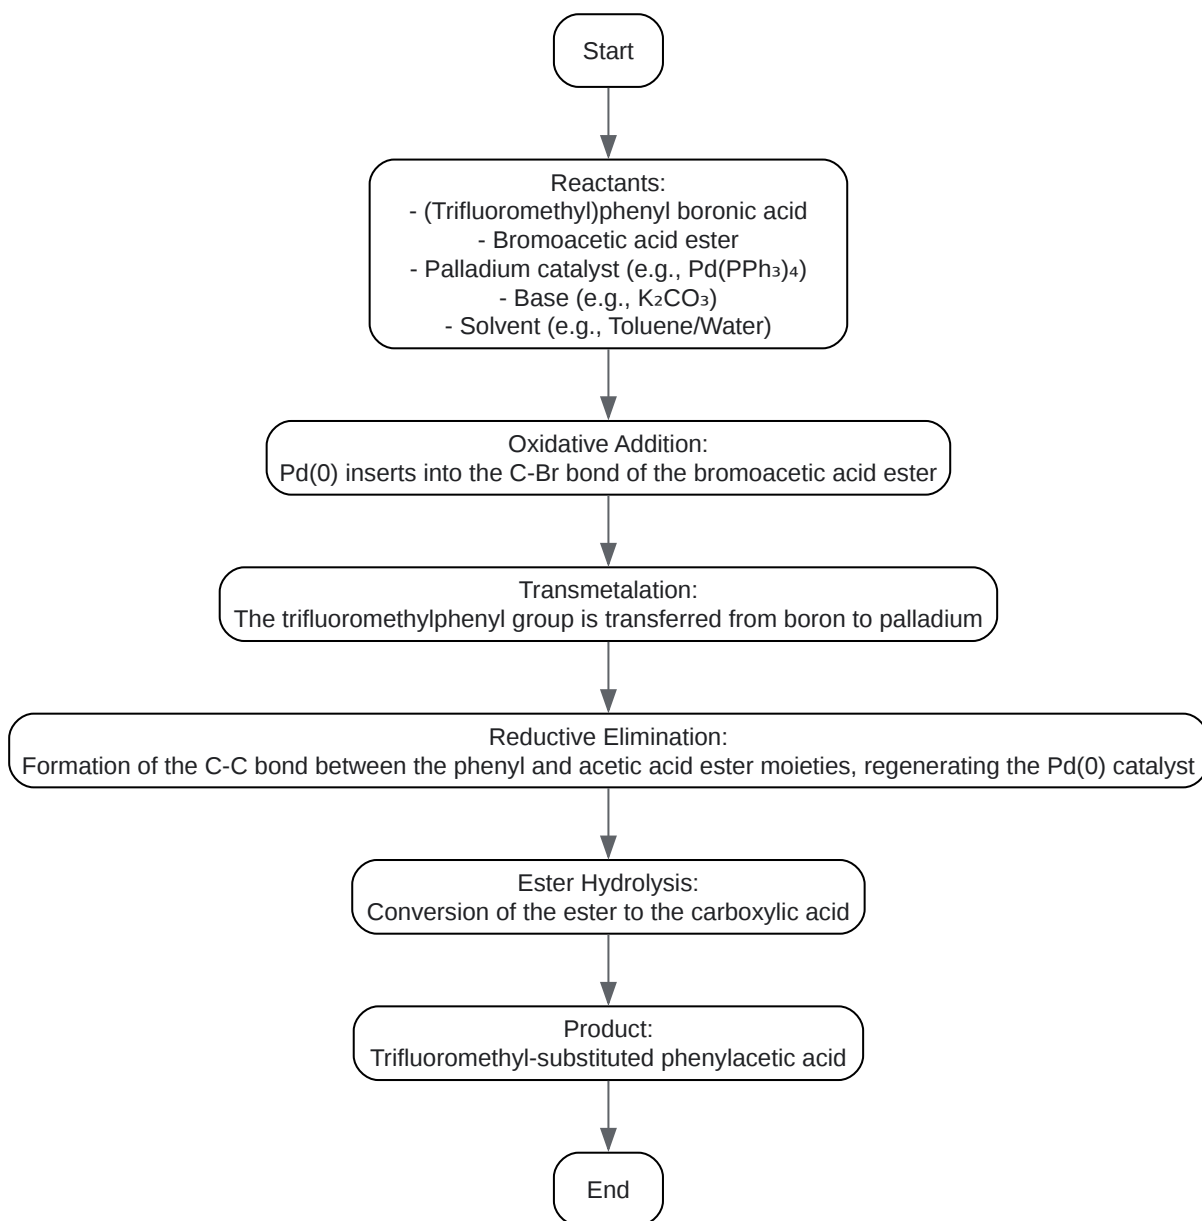 Start
Reactants:
- (Trifluoromethyl)phenyl boronic acid
- Bromoacetic acid ester
- Palladium catalyst (e.g., Pd(PPh₃)₄)
- Base (e.g., K₂CO₃)
- Solvent (e.g., Toluene/Water)
Oxidative Addition:
Pd(0) inserts into the C-Br bond of the bromoacetic acid ester
Transmetalation:
The trifluoromethylphenyl group is transferred from boron to palladium
Reductive Elimination:
Formation of the C-C bond between the phenyl and acetic acid ester moieties, regenerating the Pd(0) catalyst
Ester Hydrolysis:
Conversion of the ester to the carboxylic acid
Product:
Trifluoromethyl-substituted phenylacetic acid
End